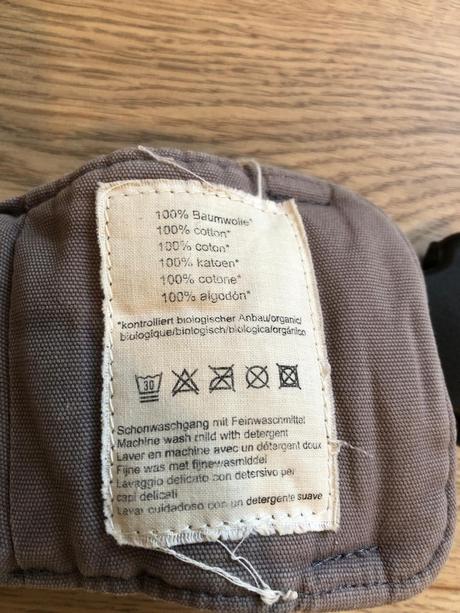 100% Baumwolle*
100% cotton*
100% coton*
100% katoen*
100% cotone*
100% algodón*
*kontrolliert biologischer Anbau/organic/
biologique/biologisch/biologica/orgánico
30
Schonwaschgang mit Feinwaschmittel
Machine wash mild with detergent
Laver en machine avec un détergent doux
Fijne was met fijnewasmiddel
Lavaggio delicato con detersivo per
capi delicati
Lavar cuidadoso con un detergente suave